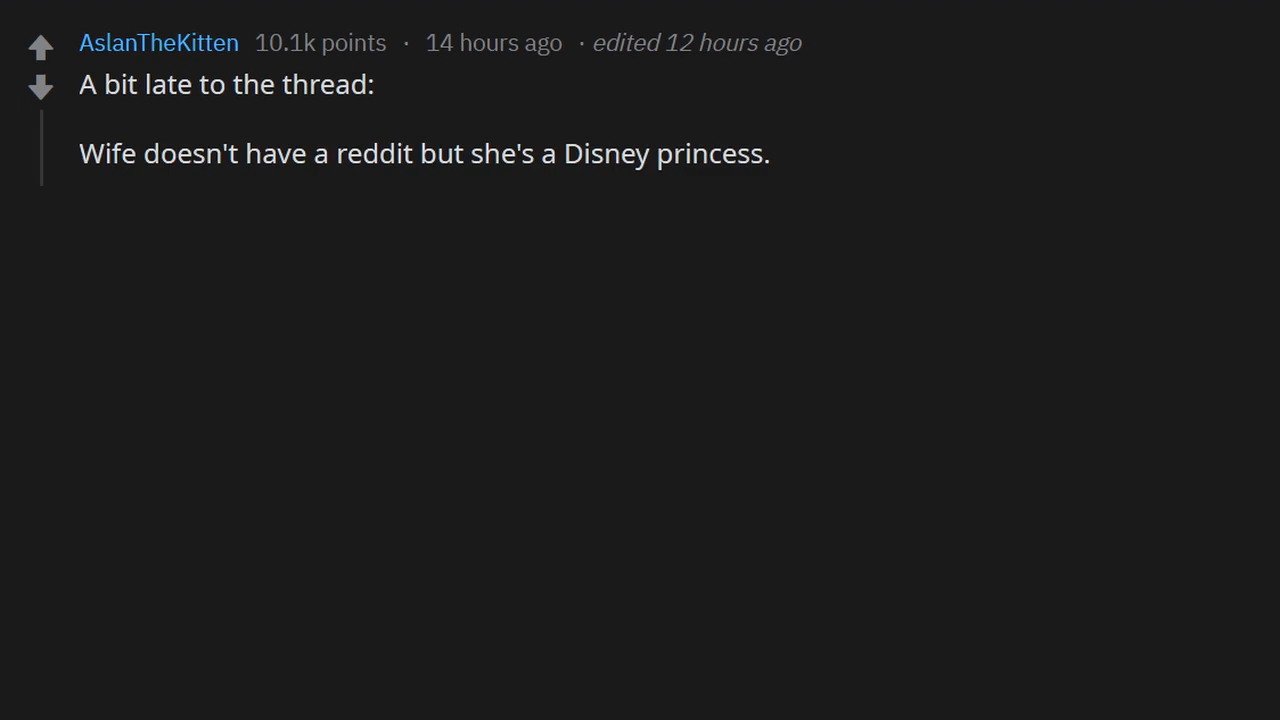 AslanTheKitten 10.1k points · 14 hours ago · edited 12 hours ago
A bit late to the thread:
Wife doesn't have a reddit but she's a Disney princess.